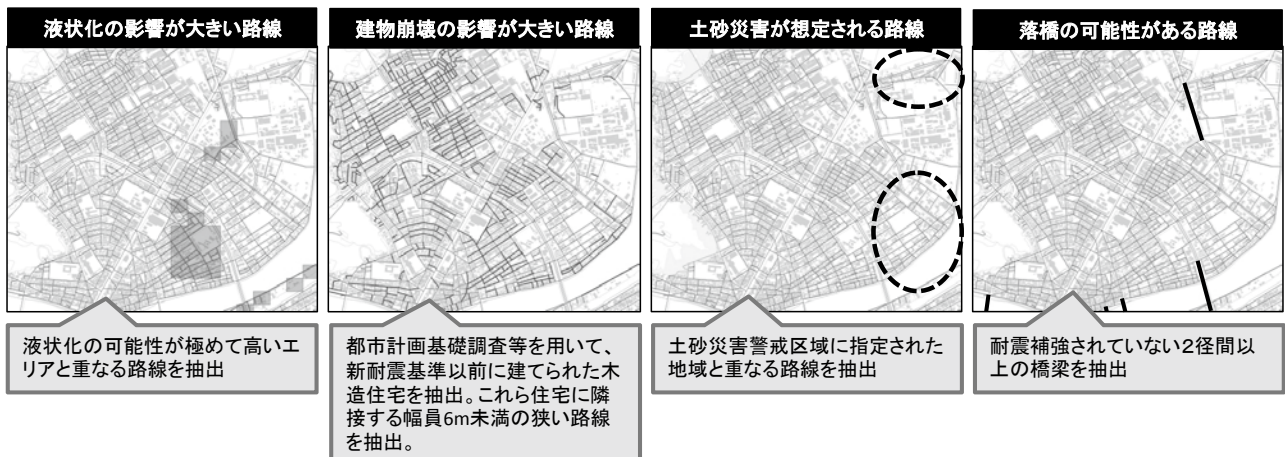 液状化の影響が大きい路線
建物崩壊の影響が大きい路線
土砂災害が想定される路線
落橋の可能性がある路線
液状化の可能性が極めて高いエ
リアと重なる路線を抽出
都市計画基礎調査等を用いて、
新耐震基準以前に建てられた木
造住宅を抽出。これら住宅に隣
接する幅員6m未満の狭い路線
を抽出。
土砂災害警戒区域に指定された
地域と重なる路線を抽出
耐震補強されていない2径間以
上の橋梁を抽出